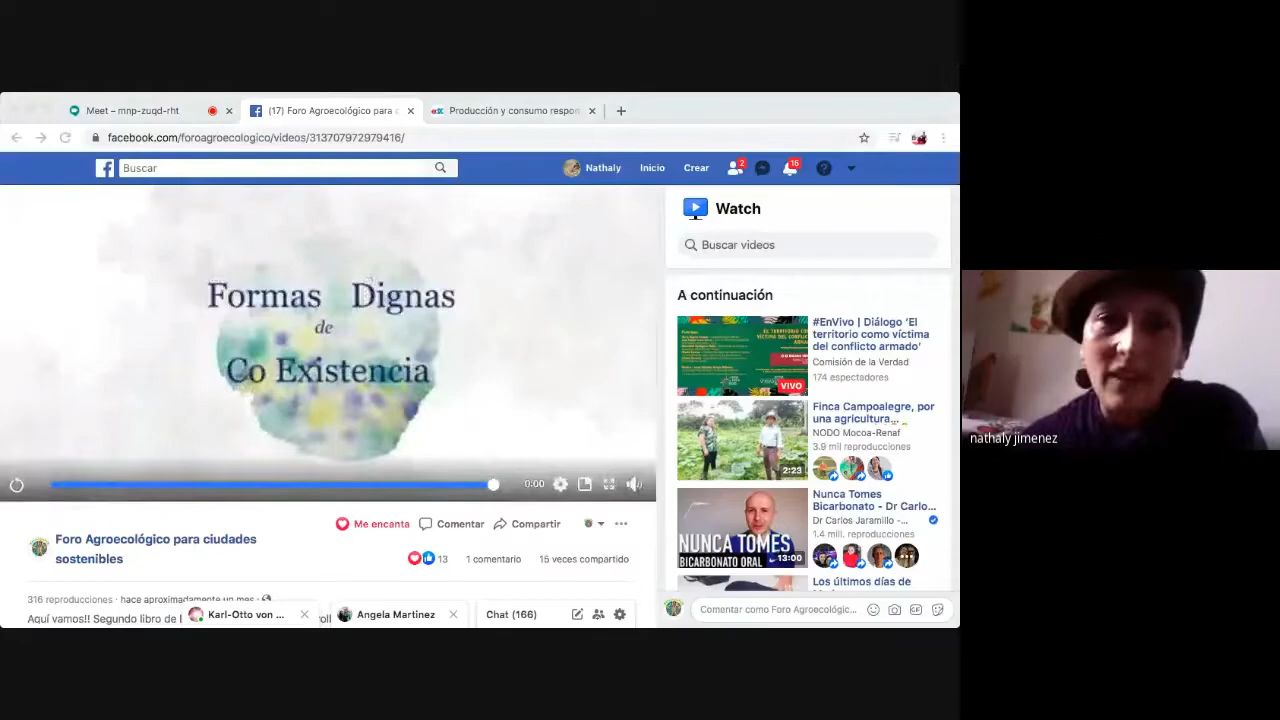 Meet – mnp-zuqd-rht
(17) Foro Agroecológico para c
Producción y consumo respon
facebook.com/foroagroecologico/videos/313707972979416/
Buscar
Nathaly
Inicio
Crear
2
15
Formas Dignas
de
Co Existencia
0:00
Me encanta
Comentar
Compartir
Foro Agroecológico para ciudades
sostenibles
13
1 comentario
15 veces compartido
316 reproducciones · hace aproximadamente un mes ·
Aquí vamos!! Segundo libro de l
Karl-Otto von ...
Angela Martinez
Chat (166)
Watch
Buscar videos
A continuación
VIVO
#EnVivo | Diálogo ‘El
territorio como víctima
del conflicto armado’
Comisión de la Verdad
174 espectadores
2:23
Finca Campoalegre, por
una agricultura...
NODO Mocoa-Renaf
3.9 mil reproducciones
NUNCA TOMES
BICARBONATO ORAL
13:00
Nunca Tomes
Bicarbonato - Dr Carlo...
Dr Carlos Jaramillo -...
1.4 mill. reproducciones
Los últimos días de
Comentar como Foro Agroecológic...
nathaly jimenez